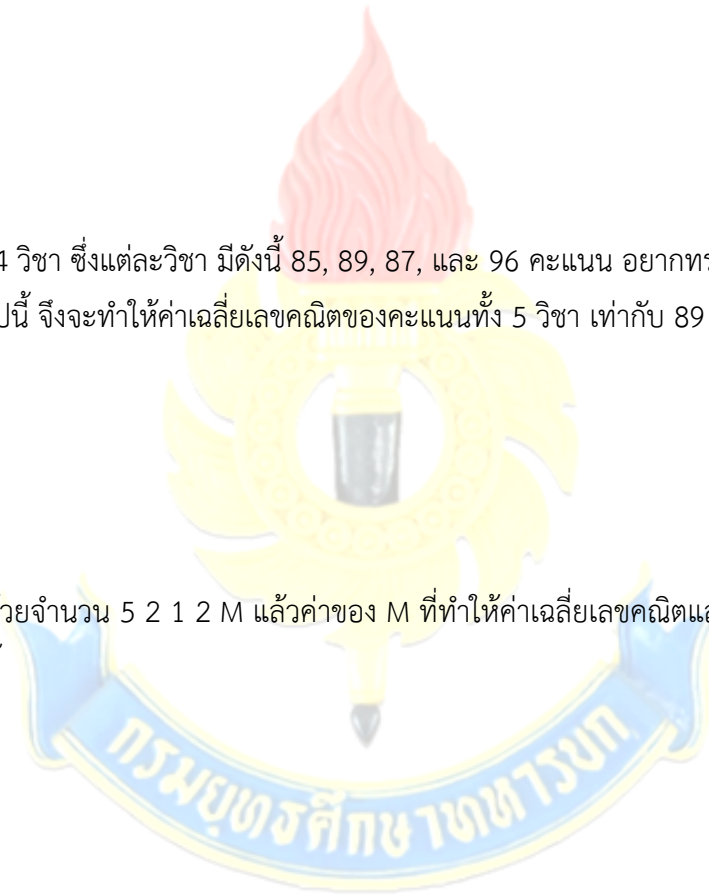 4 วิชา ซึ่งแต่ละวิชา มีดังนี้ 85, 89, 87, และ 96 คะแนน อยากทร
ปนี้ จึงจะทำให้ค่าเฉลี่ยเลขคณิตของคะแนนทั้ง 5 วิชา เท่ากับ 89
วยจำนวน 5 2 1 2 M แล้วค่าของ M ที่ทำให้ค่าเฉลี่ยเลขคณิตแล
กรมยุทธศึกษาทหารบก